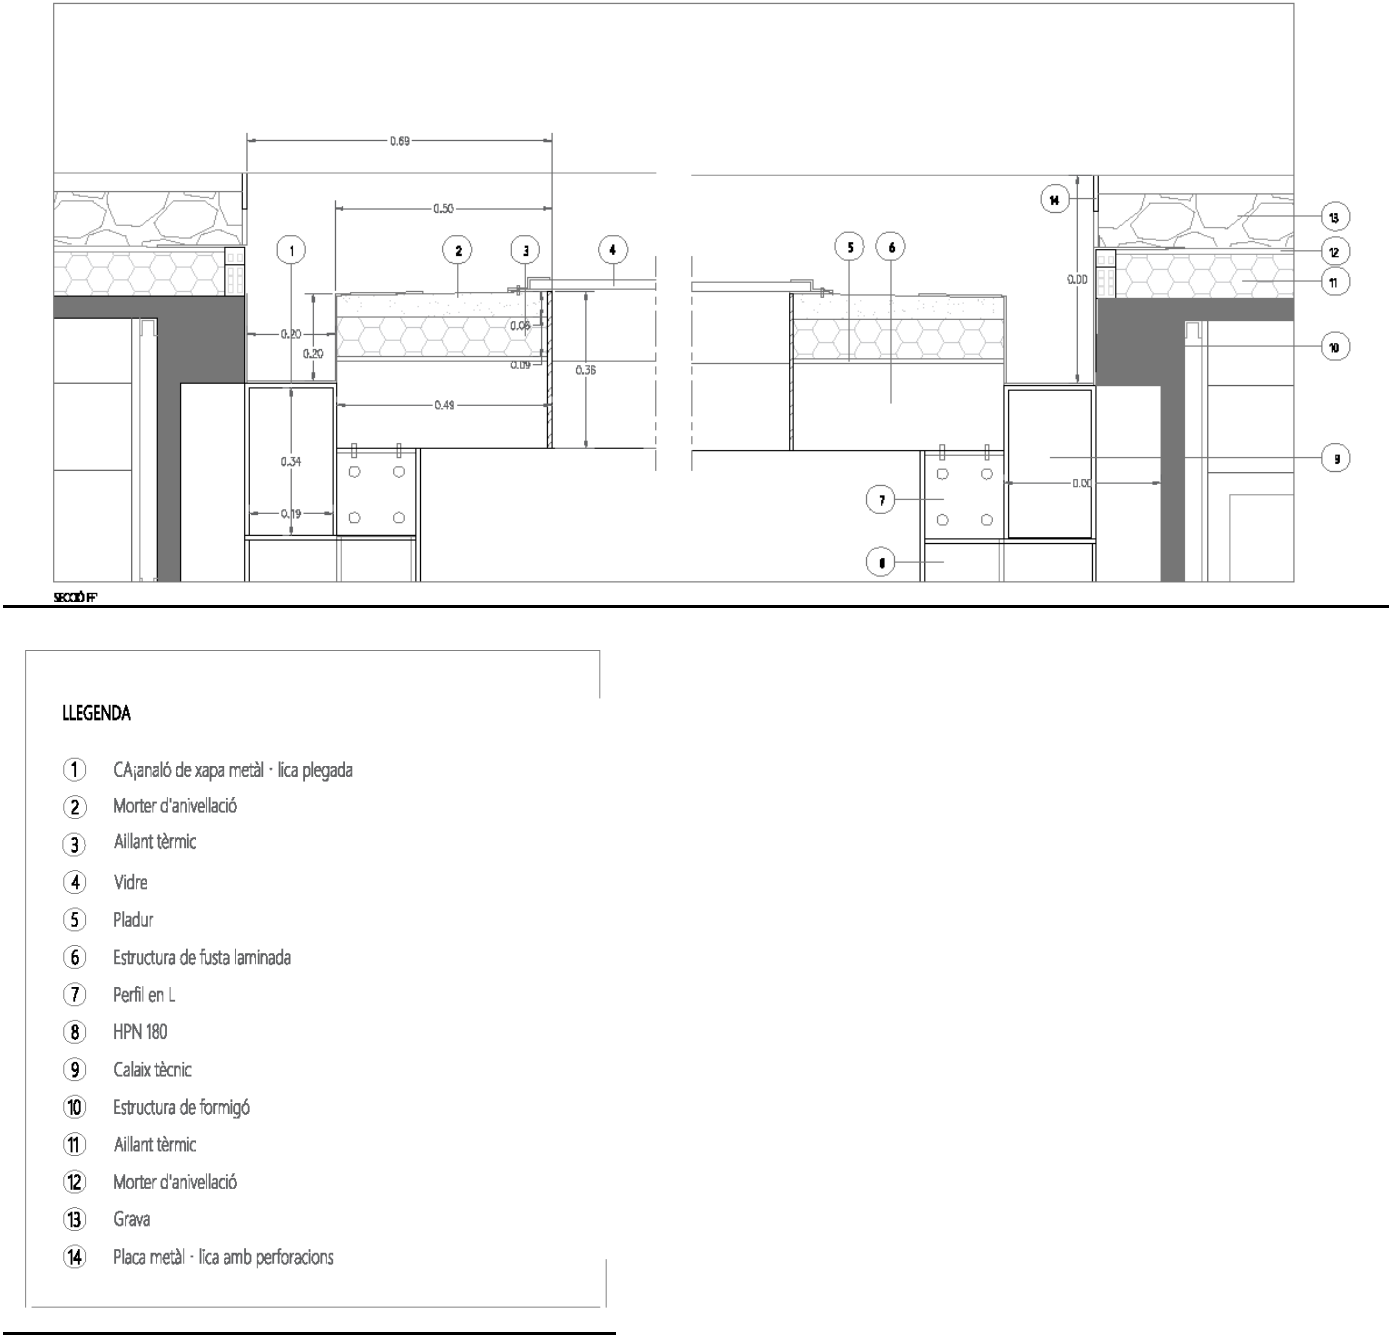 0.69
14
0.50
13
1
2
3
4
5
6
12
11
0.00
0.20
0.06
10
0.20
0.09
0.36
0.49
0.34
9
0.00
7
0.19
8
SECCIÓ FF'
LLEGENDA
1 CA¡analó de xapa metàl · lica plegada
2 Morter d'anivellació
3 Aillant tèrmic
4 Vidre
5 Pladur
6 Estructura de fusta laminada
7 Perfil en L
8 HPN 180
9 Calaix tècnic
10 Estructura de formigó
11 Aillant tèrmic
12 Morter d'anivellació
13 Grava
14 Placa metàl · lica amb perforacions